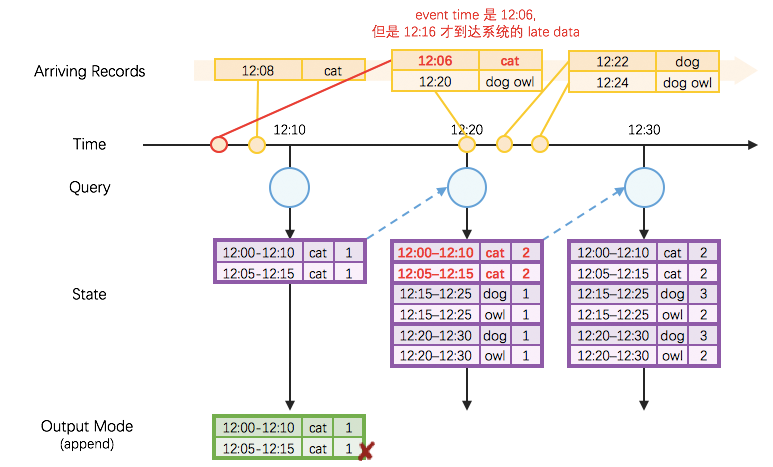 event time 是 12:06,
但是 12:16 才到达系统的 late data
Arriving Records
12:08 cat
12:06 cat
12:20 dog owl
12:22 dog
12:24 dog owl
Time
12:10
12:20
12:30
Query
State
12:00-12:10 cat 1
12:05-12:15 cat 1
12:00–12:10 cat 2
12:05–12:15 cat 2
12:15–12:25 dog 1
12:15–12:25 owl 1
12:20–12:30 dog 1
12:20–12:30 owl 1
12:00–12:10 cat 2
12:05–12:15 cat 2
12:15–12:25 dog 3
12:15–12:25 owl 2
12:20–12:30 dog 3
12:20–12:30 owl 2
Output Mode
(append)
12:00-12:10 cat 1
12:05-12:15 cat 1